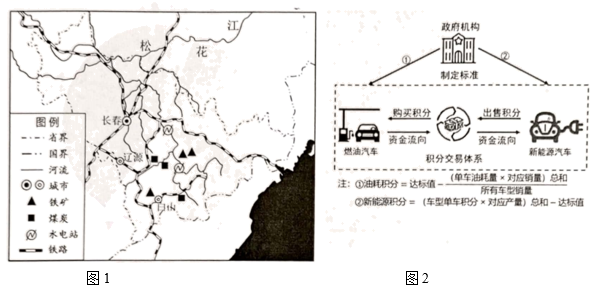 松
花
江
长春
辽源
白山
图例
省界
国界
河流
城市
铁矿
煤炭
水电站
铁路
图1
政府机构
①
②
制定标准
购买积分
出售积分
资金流向
资金流向
燃油汽车
新能源汽车
积分交易体系
注：①油耗积分＝达标值－(单车油耗量×对应销量）总和
所有车型销量
②新能源积分＝（车型单车积分×对应产量）总和－达标值
图2